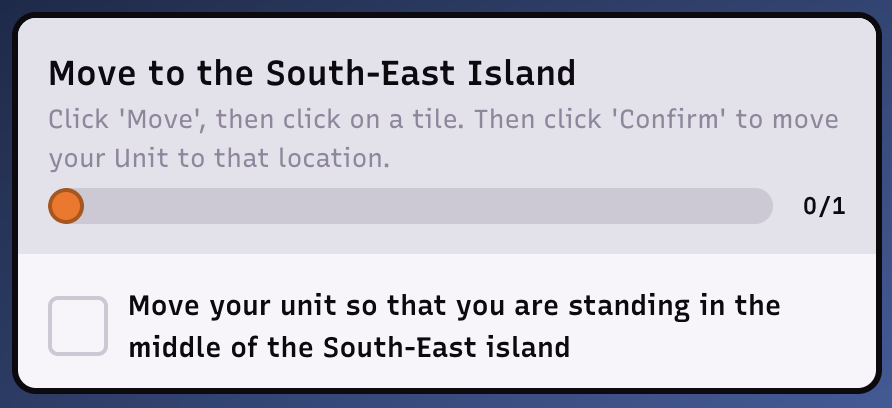 Move to the South-East Island
Click 'Move', then click on a tile. Then click 'Confirm' to move
your Unit to that location.
0/1
Move your unit so that you are standing in the
middle of the South-East island